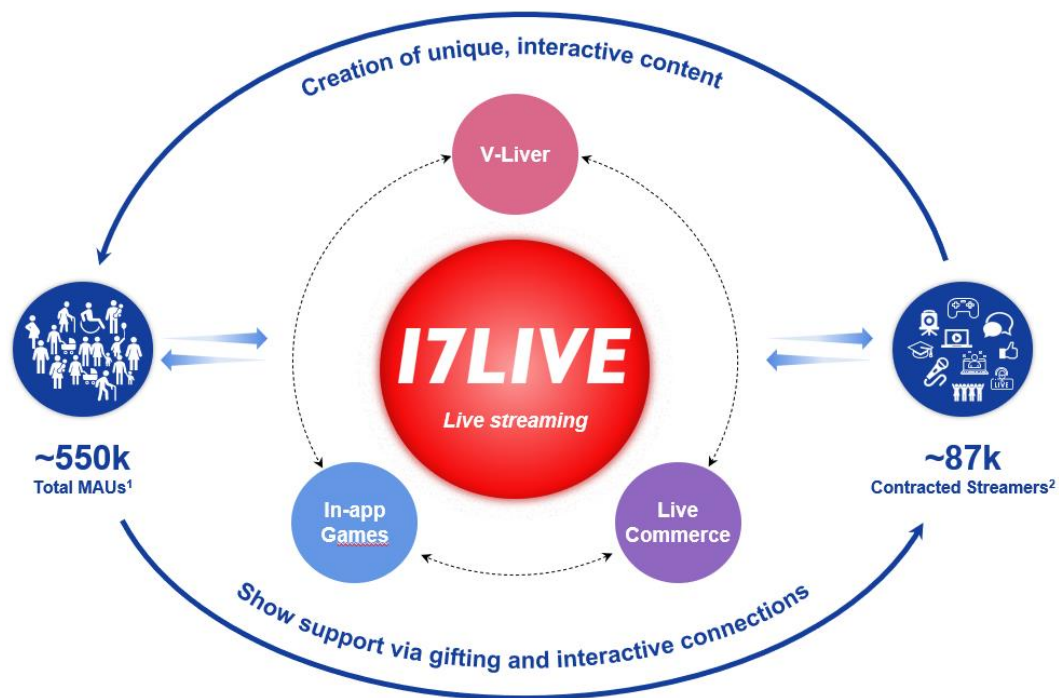 Creation of unique, interactive content
V-Liver
17LIVE
Live streaming
~550k
Total MAUs¹
~87k
Contracted Streamers²
LIVE
In-app
Games
Live
Commerce
Show support via gifting and interactive connections